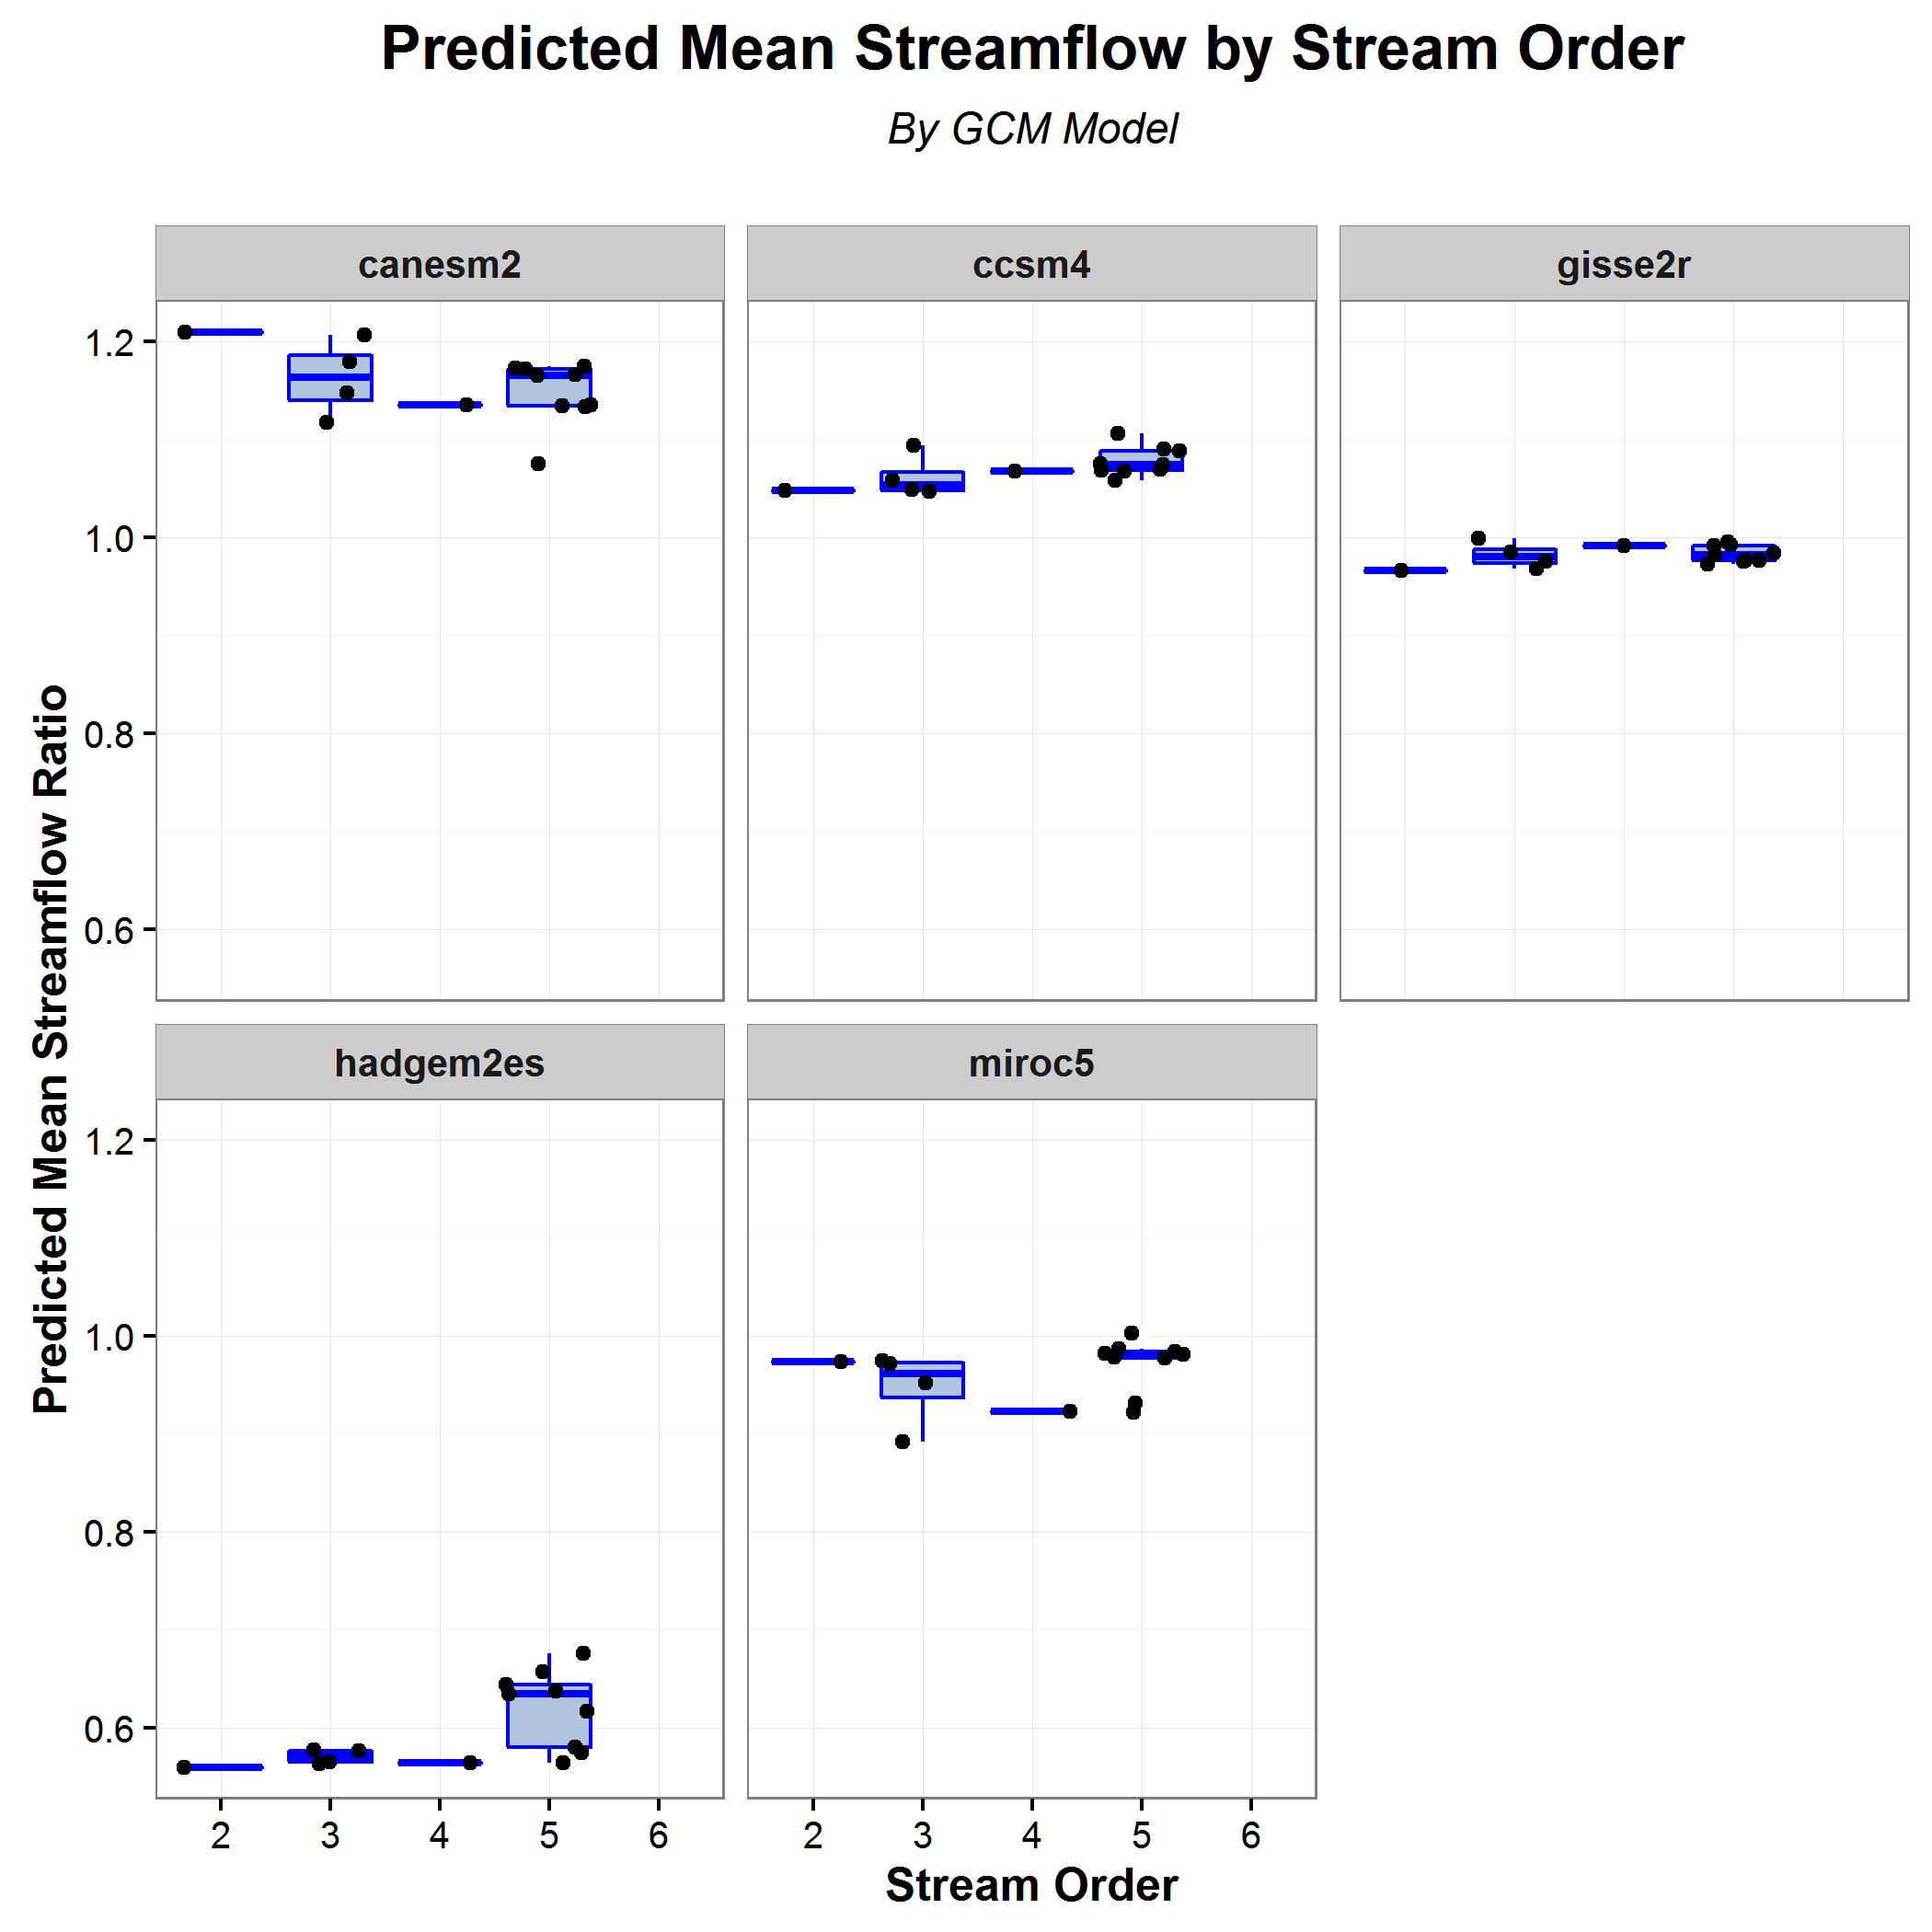 Predicted Mean Streamflow by Stream Order
By GCM Model
canesm2
ccsm4
gisse2r
1.2
1.0
0.8
0.6
Predicted Mean Streamflow Ratio
hadgem2es
miroc5
1.2
1.0
0.8
0.6
2 3 4 5 6
2 3 4 5 6
Stream Order